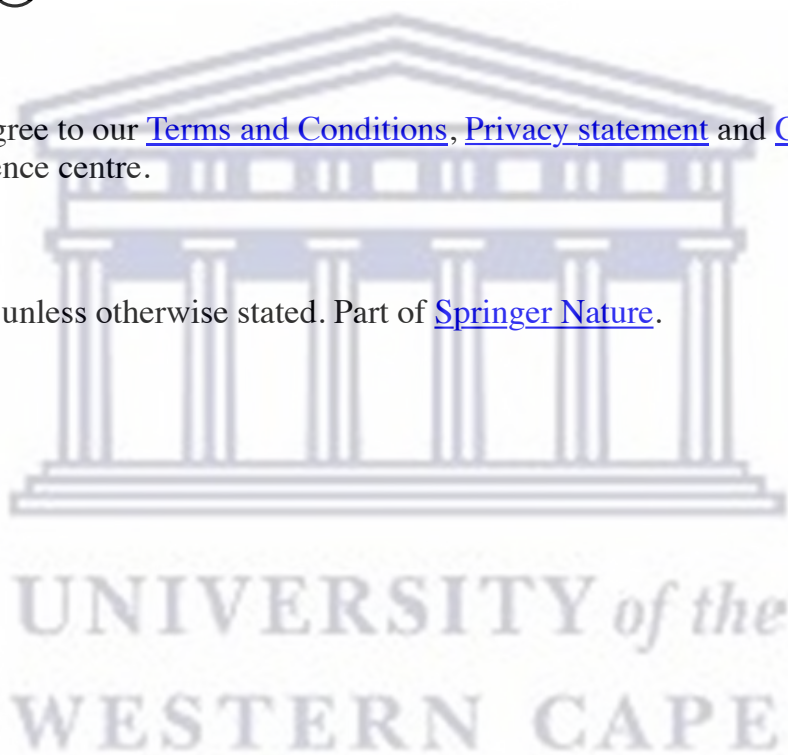 gree to our Terms and Conditions, Privacy statement and C
ence centre.
unless otherwise stated. Part of Springer Nature.
UNIVERSITY of the
WESTERN CAPE